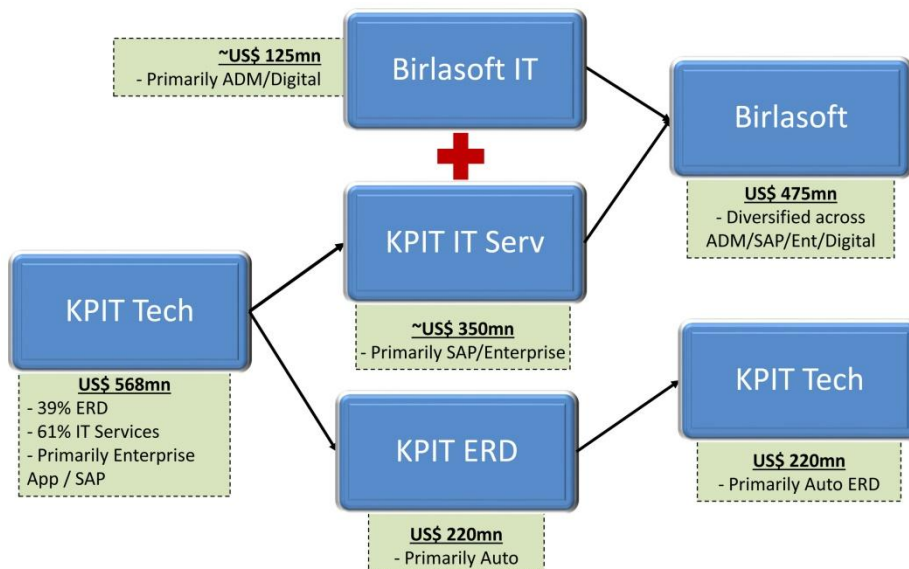 ~US$ 125mn
- Primarily ADM/Digital
Birlasoft IT
Birlasoft
US$ 475mn
- Diversified across
ADM/SAP/Ent/Digital
KPIT IT Serv
~US$ 350mn
- Primarily SAP/Enterprise
KPIT Tech
US$ 568mn
- 39% ERD
- 61% IT Services
- Primarily Enterprise
App / SAP
KPIT ERD
US$ 220mn
- Primarily Auto
KPIT Tech
US$ 220mn
- Primarily Auto ERD